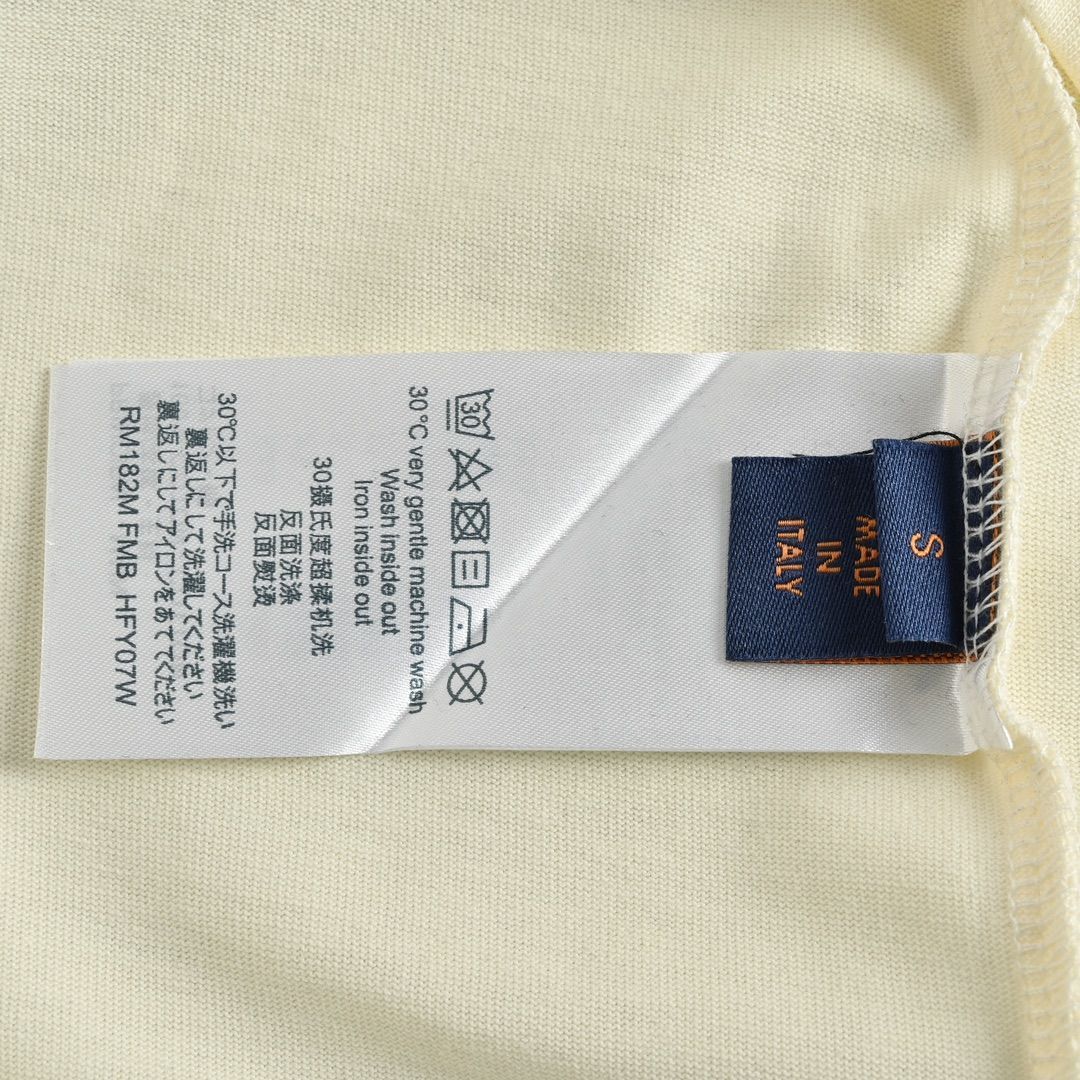 S
MADE
IN
ITALY
30
30°C very gentle machine wash
Wash inside out
Iron inside out
30摄氏度超揉机洗
反面洗涤
反面熨烫
30℃以下で手洗コース洗濯機洗い
裏返しにして洗濯してください
裏返しにしてアイロンをあててください
RM182M FMB HFY07W